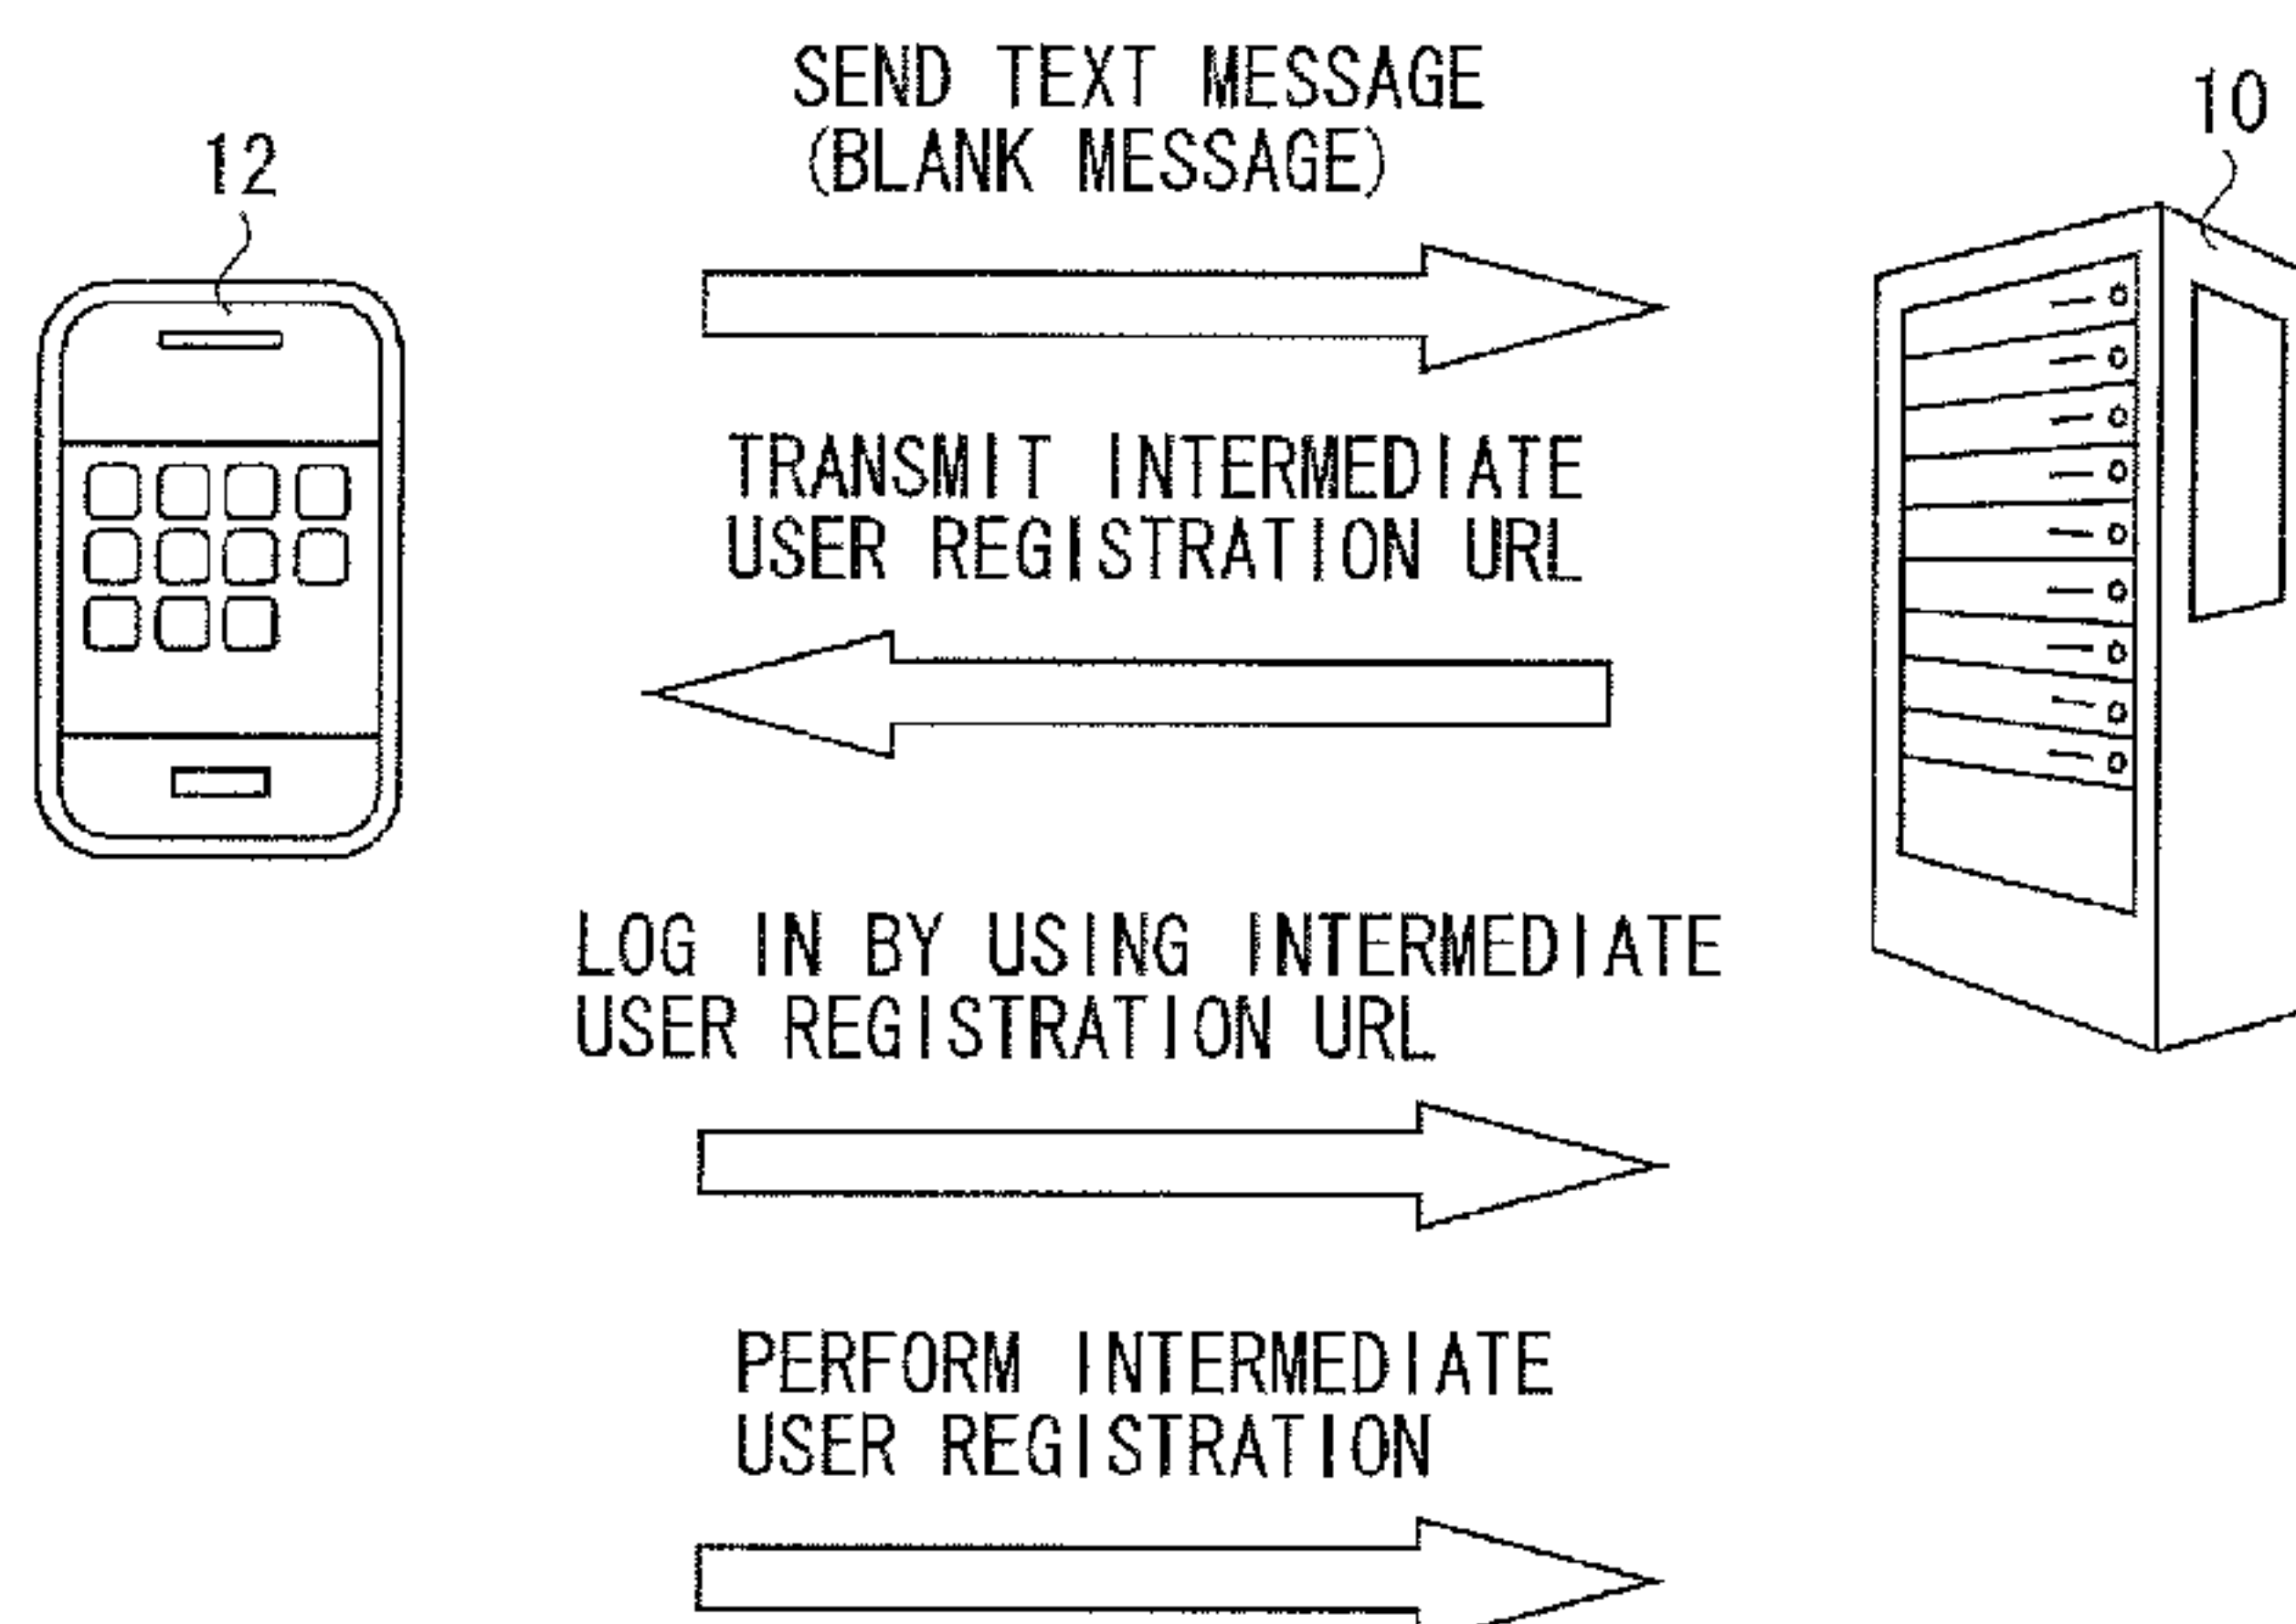 SEND TEXT MESSAGE
(BLANK MESSAGE)
10
12
TRANSMIT INTERMEDIATE
USER REGISTRATION URL
LOG IN BY USING INTERMEDIATE
USER REGISTRATION URL
PERFORM INTERMEDIATE
USER REGISTRATION